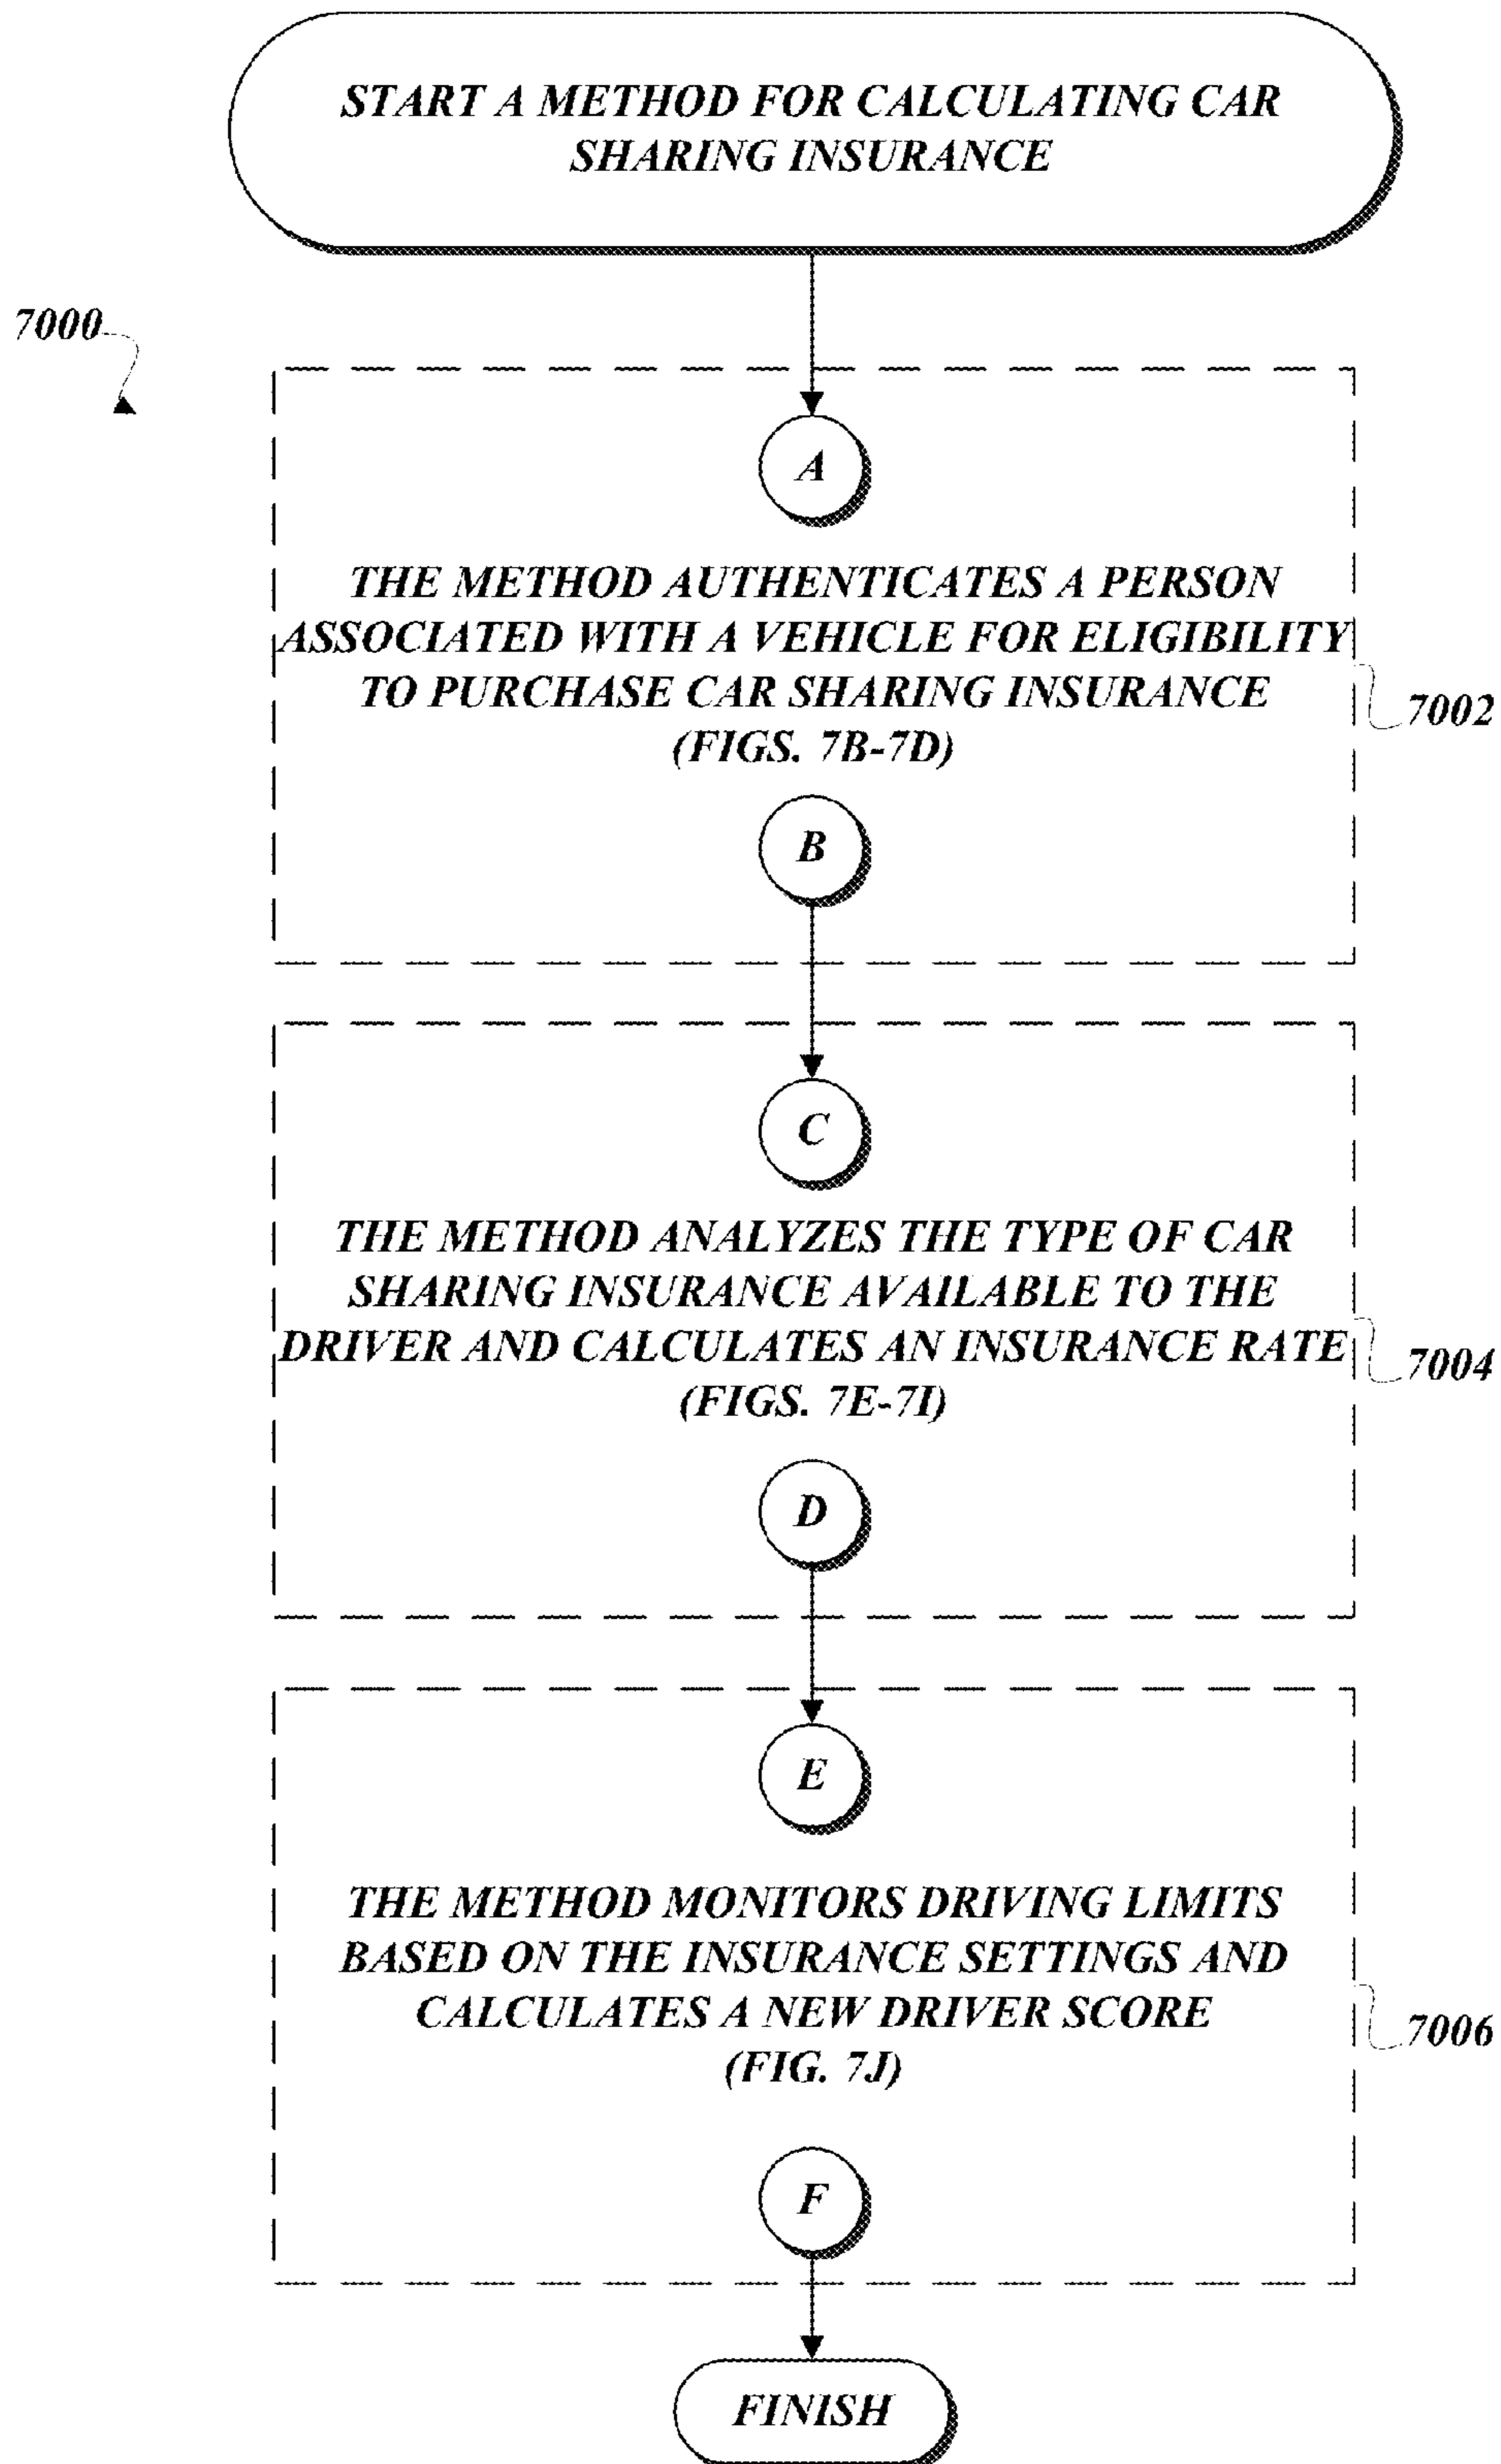 START A METHOD FOR CALCULATING CAR
SHARING INSURANCE
7000
A
THE METHOD AUTHENTICATES A PERSON
ASSOCIATED WITH A VEHICLE FOR ELIGIBILITY
TO PURCHASE CAR SHARING INSURANCE
7002
(FIGS. 7B-7D)
B
C
THE METHOD ANALYZES THE TYPE OF CAR
SHARING INSURANCE AVAILABLE TO THE
DRIVER AND CALCULATES AN INSURANCE RATE
7004
(FIGS. 7E-7I)
D
E
THE METHOD MONITORS DRIVING LIMITS
BASED ON THE INSURANCE SETTINGS AND
CALCULATES A NEW DRIVER SCORE
7006
(FIG. 7J)
F
FINISH